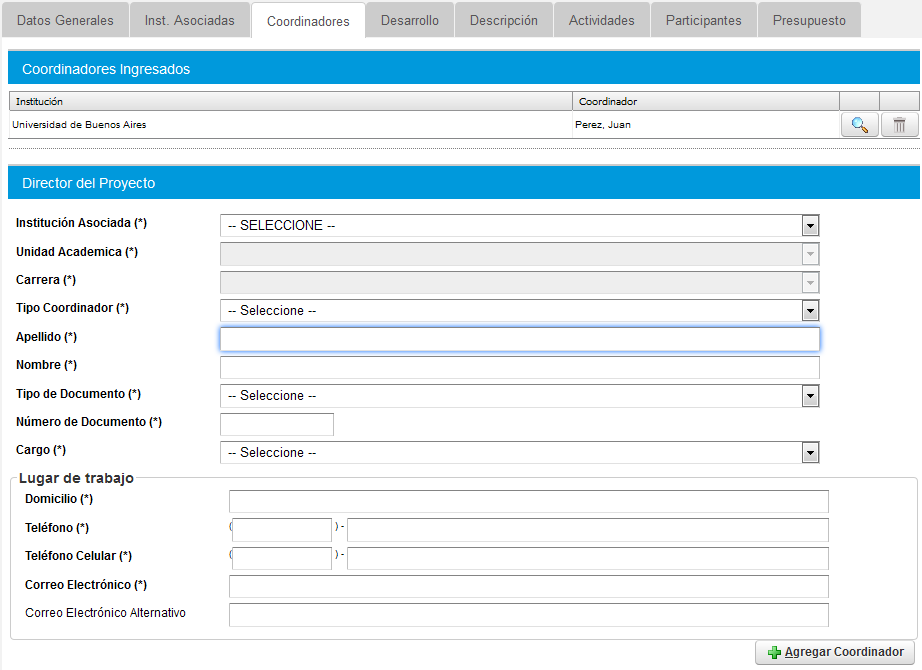 Datos Generales Inst. Asociadas Coordinadores Desarrollo Descripción Actividades Participantes Presupuesto
Coordinadores Ingresados
Institución Coordinador
Universidad de Buenos Aires Perez, Juan
Director del Proyecto
Institución Asociada (*) -- SELECCIONE --
Unidad Academica (*)
Carrera (*)
Tipo Coordinador (*) -- Seleccione --
Apellido (*)
Nombre (*)
Tipo de Documento (*) -- Seleccione --
Número de Documento (*)
Cargo (*) -- Seleccione --
Lugar de trabajo
Domicilio (*)
Teléfono (*) ( ) -
Teléfono Celular (*) ( ) -
Correo Electrónico (*)
Correo Electrónico Alternativo
Agregar Coordinador